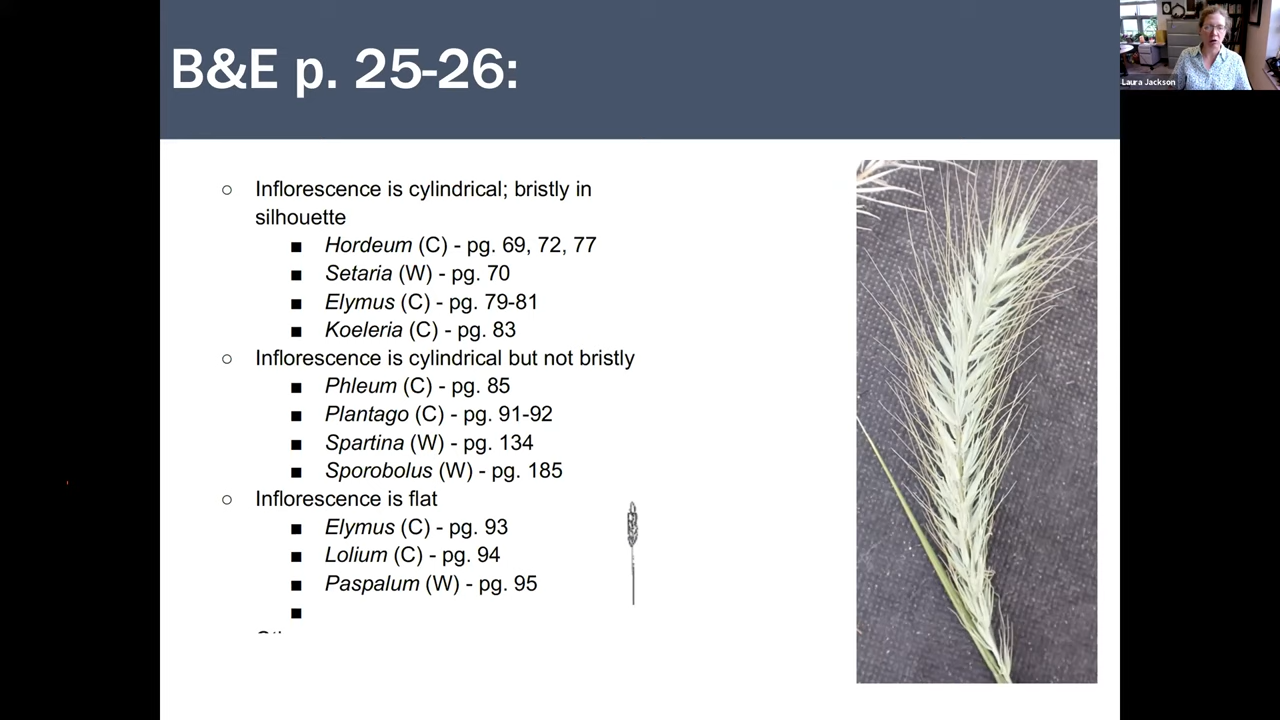 B&E p. 25-26:
Laura Jackson
○ Inflorescence is cylindrical; bristly in
silhouette
■ Hordeum (C) - pg. 69, 72, 77
■ Setaria (W) - pg. 70
■ Elymus (C) - pg. 79-81
■ Koeleria (C) - pg. 83
○ Inflorescence is cylindrical but not bristly
■ Phleum (C) - pg. 85
■ Plantago (C) - pg. 91-92
■ Spartina (W) - pg. 134
■ Sporobolus (W) - pg. 185
○ Inflorescence is flat
■ Elymus (C) - pg. 93
■ Lolium (C) - pg. 94
■ Paspalum (W) - pg. 95